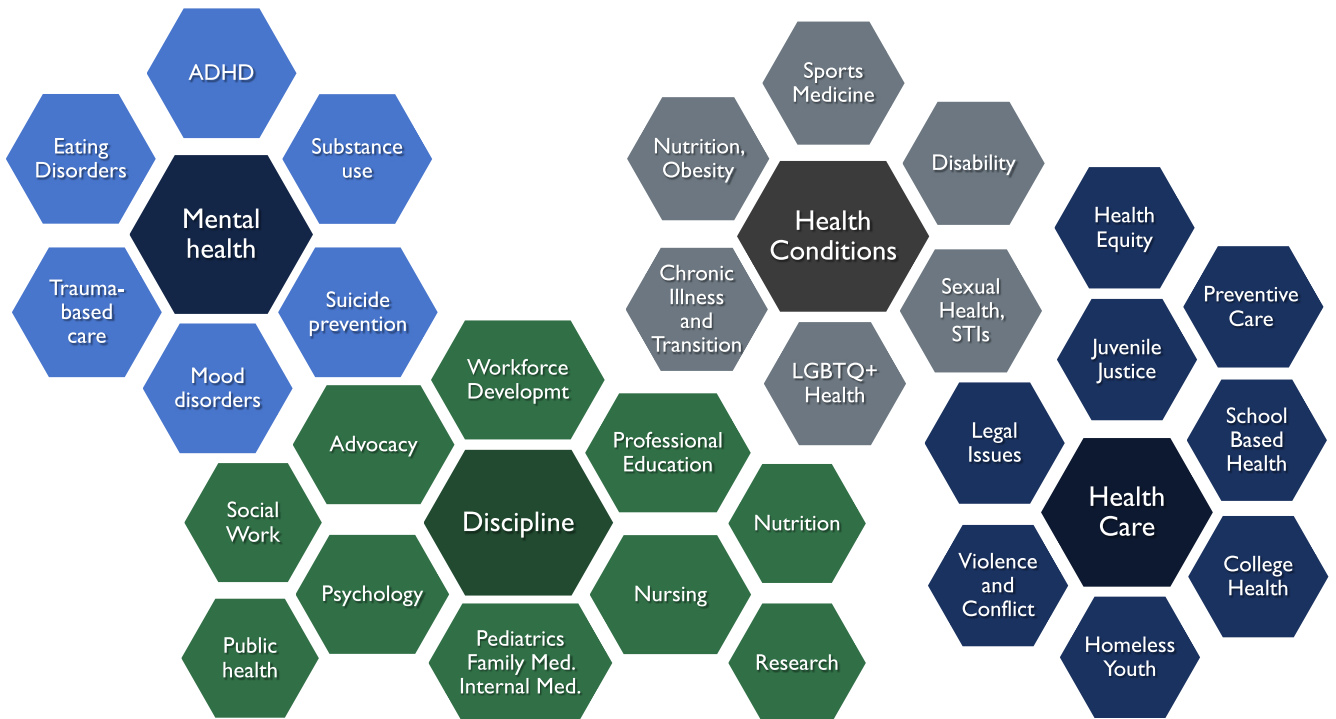 ADHD
Eating
Disorders
Substance
use
Mental
health
Trauma-
based
care
Suicide
prevention
Mood
disorders
Sports
Medicine
Nutrition,
Obesity
Disability
Health
Conditions
Chronic
Illness
and
Transition
Sexual
Health,
STIs
LGBTQ+
Health
Workforce
Developmt
Advocacy
Professional
Education
Social
Work
Discipline
Nutrition
Psychology
Nursing
Public
health
Pediatrics
Family Med.
Internal Med.
Research
Health
Equity
Preventive
Care
Juvenile
Justice
Legal
Issues
School
Based
Health
Health
Care
Violence
and
Conflict
College
Health
Homeless
Youth